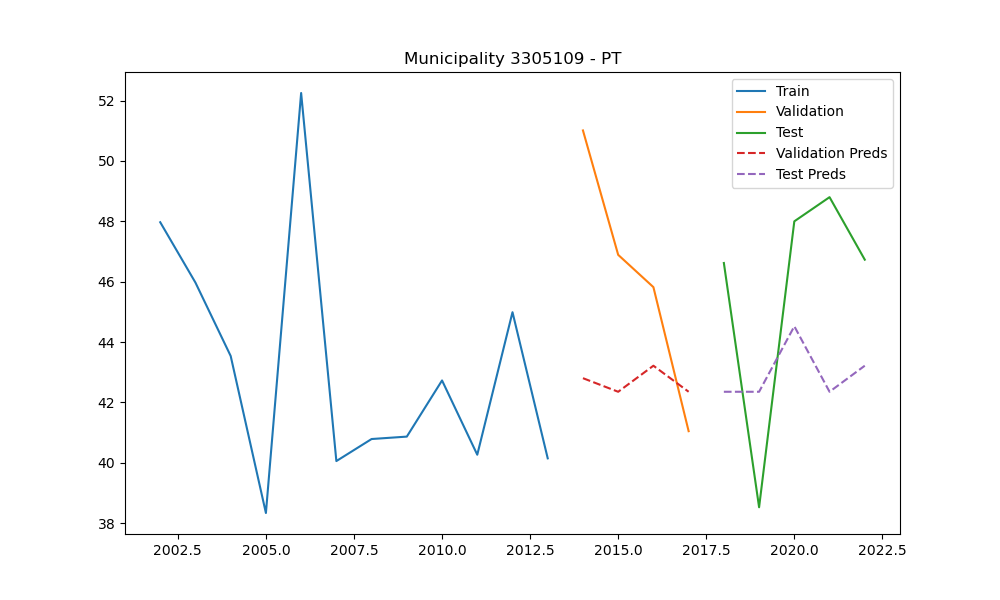 Municipality 3305109 - PT
Train
Validation
Test
Validation Preds
Test Preds
52
50
48
46
44
42
40
38
2002.5 2005.0 2007.5 2010.0 2012.5 2015.0 2017.5 2020.0 2022.5